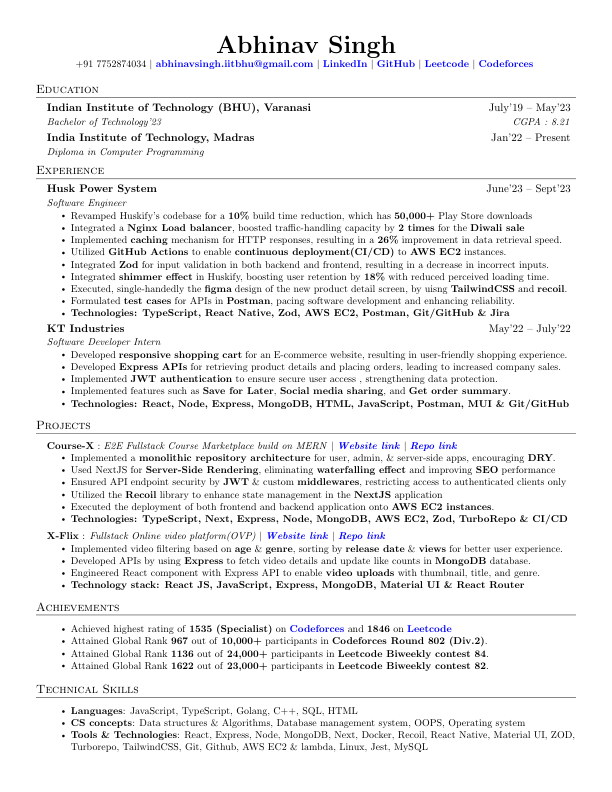 Abhinav Singh
+91 7752874034 | abhinavsingh.iitbhu@gmail.com | LinkedIn | GitHub | Leetcode | Codeforces
Education
Indian Institute of Technology (BHU), Varanasi July'19 – May'23
Bachelor of Technology'23 CGPA : 8.21
India Institute of Technology, Madras Jan'22 – Present
Diploma in Computer Programming
Experience
Husk Power System June'23 – Sept'23
Software Engineer
• Revamped Huskify's codebase for a 10% build time reduction, which has 50,000+ Play Store downloads
• Integrated a Nginx Load balancer, boosted traffic-handling capacity by 2 times for the Diwali sale
• Implemented caching mechanism for HTTP responses, resulting in a 26% improvement in data retrieval speed.
• Utilized GitHub Actions to enable continuous deployment(CI/CD) to AWS EC2 instances.
• Integrated Zod for input validation in both backend and frontend, resulting in a decrease in incorrect inputs.
• Integrated shimmer effect in Huskify, boosting user retention by 18% with reduced perceived loading time.
• Executed, single-handedly the figma design of the new product detail screen, by uisng TailwindCSS and recoil.
• Formulated test cases for APIs in Postman, pacing software development and enhancing reliability.
• Technologies: TypeScript, React Native, Zod, AWS EC2, Postman, Git/GitHub & Jira
KT Industries May'22 – July'22
Software Developer Intern
• Developed responsive shopping cart for an E-commerce website, resulting in user-friendly shopping experience.
• Developed Express APIs for retrieving product details and placing orders, leading to increased company sales.
• Implemented JWT authentication to ensure secure user access , strengthening data protection.
• Implemented features such as Save for Later, Social media sharing, and Get order summary.
• Technologies: React, Node, Express, MongoDB, HTML, JavaScript, Postman, MUI & Git/GitHub
Projects
Course-X : E2E Fullstack Course Marketplace build on MERN | Website link | Repo link
• Implemented a monolithic repository architecture for user, admin, & server-side apps, encouraging DRY.
• Used NextJS for Server-Side Rendering, eliminating waterfalling effect and improving SEO performance
• Ensured API endpoint security by JWT & custom middlewares, restricting access to authenticated clients only
• Utilized the Recoil library to enhance state management in the NextJS application
• Executed the deployment of both frontend and backend application onto AWS EC2 instances.
• Technologies: TypeScript, Next, Express, Node, MongoDB, AWS EC2, Zod, TurboRepo & CI/CD
X-Flix : Fullstack Online video platform(OVP) | Website link | Repo link
• Implemented video filtering based on age & genre, sorting by release date & views for better user experience.
• Developed APIs by using Express to fetch video details and update like counts in MongoDB database.
• Engineered React component with Express API to enable video uploads with thumbnail, title, and genre.
• Technology stack: React JS, JavaScript, Express, MongoDB, Material UI & React Router
Achievements
• Achieved highest rating of 1535 (Specialist) on Codeforces and 1846 on Leetcode
• Attained Global Rank 967 out of 10,000+ participants in Codeforces Round 802 (Div.2).
• Attained Global Rank 1136 out of 24,000+ participants in Leetcode Biweekly contest 84.
• Attained Global Rank 1622 out of 23,000+ participants in Leetcode Biweekly contest 82.
Technical Skills
• Languages: JavaScript, TypeScript, Golang, C++, SQL, HTML
• CS concepts: Data structures & Algorithms, Database management system, OOPS, Operating system
• Tools & Technologies: React, Express, Node, MongoDB, Next, Docker, Recoil, React Native, Material UI, ZOD,
Turborepo, TailwindCSS, Git, Github, AWS EC2 & lambda, Linux, Jest, MySQL